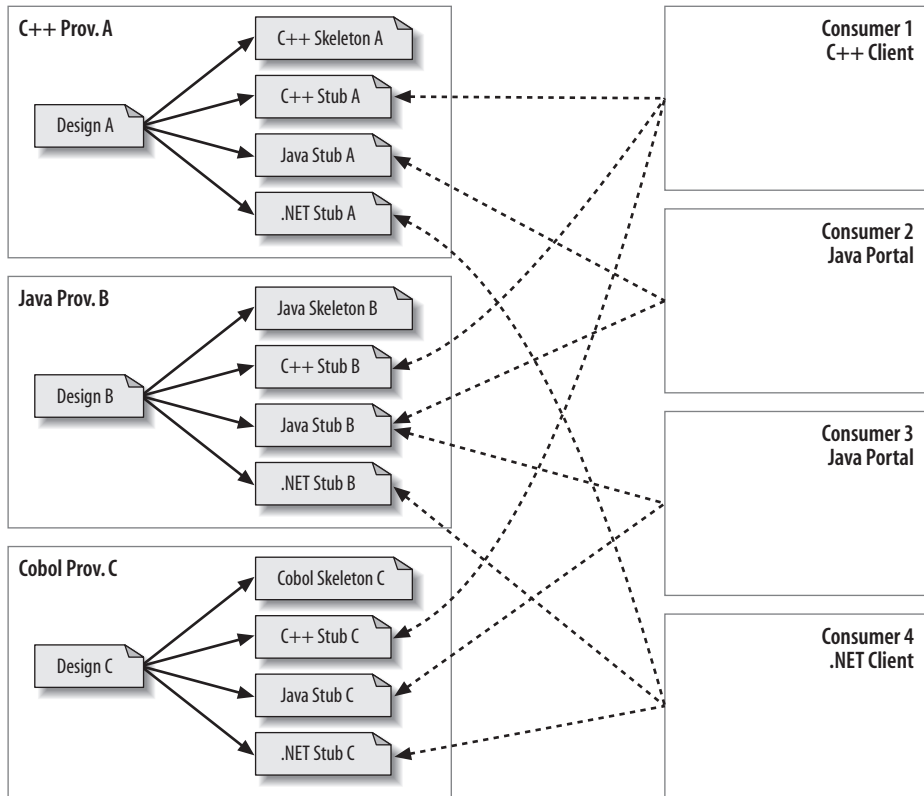 C++ Prov. A
C++ Skeleton A
C++ Stub A
Design A
Java Stub A
.NET Stub A
Java Prov. B
Java Skeleton B
C++ Stub B
Design B
Java Stub B
.NET Stub B
Cobol Prov. C
Cobol Skeleton C
C++ Stub C
Design C
Java Stub C
.NET Stub C
Consumer 1
C++ Client
Consumer 2
Java Portal
Consumer 3
Java Portal
Consumer 4
.NET Client